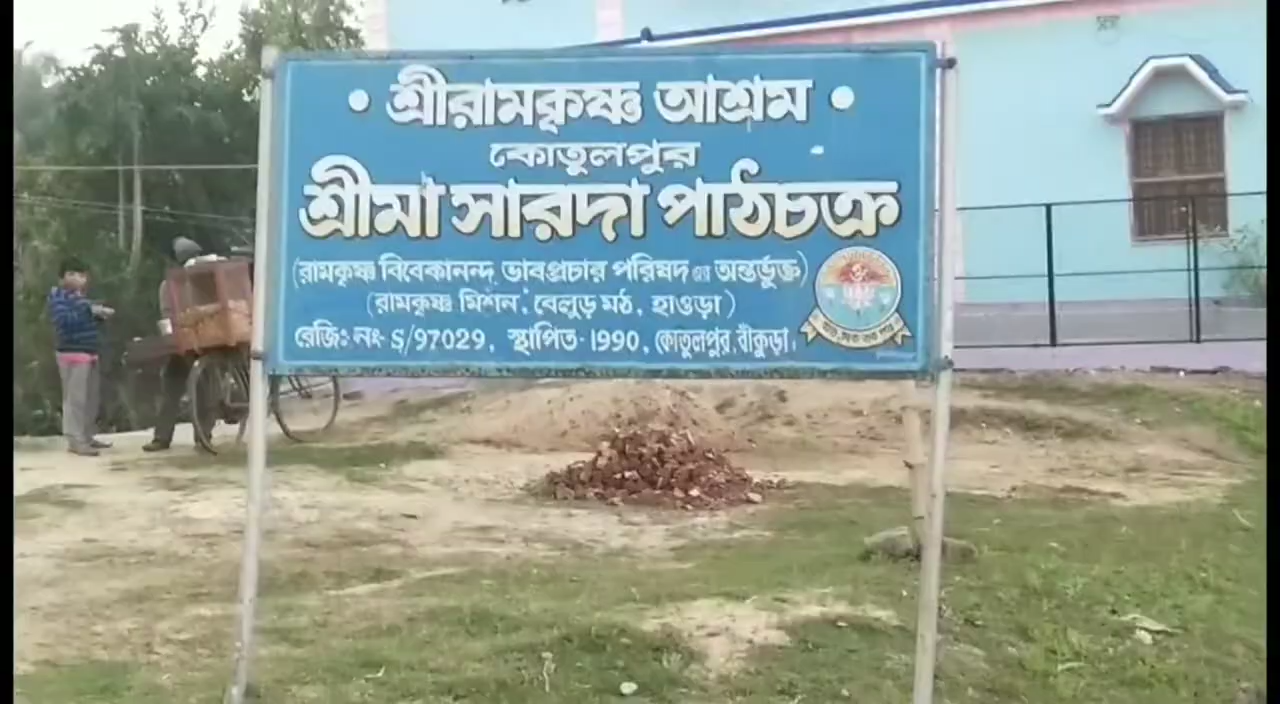 • শ্রীরামকৃষ্ণ আশ্রম •
কোতুলপুর
শ্রীমা সারদা পাঠচক্র
(রামকৃষ্ণ বিবেকানন্দ ভাবপ্রচার পরিষদ এর অন্তর্ভুক্ত)
(রামকৃষ্ণ মিশন, বেলুড় মঠ, হাওড়া)
রেজিঃ নং- S/97029, স্থাপিত- 1990, কোতুলপুর, বাঁকুড়া।